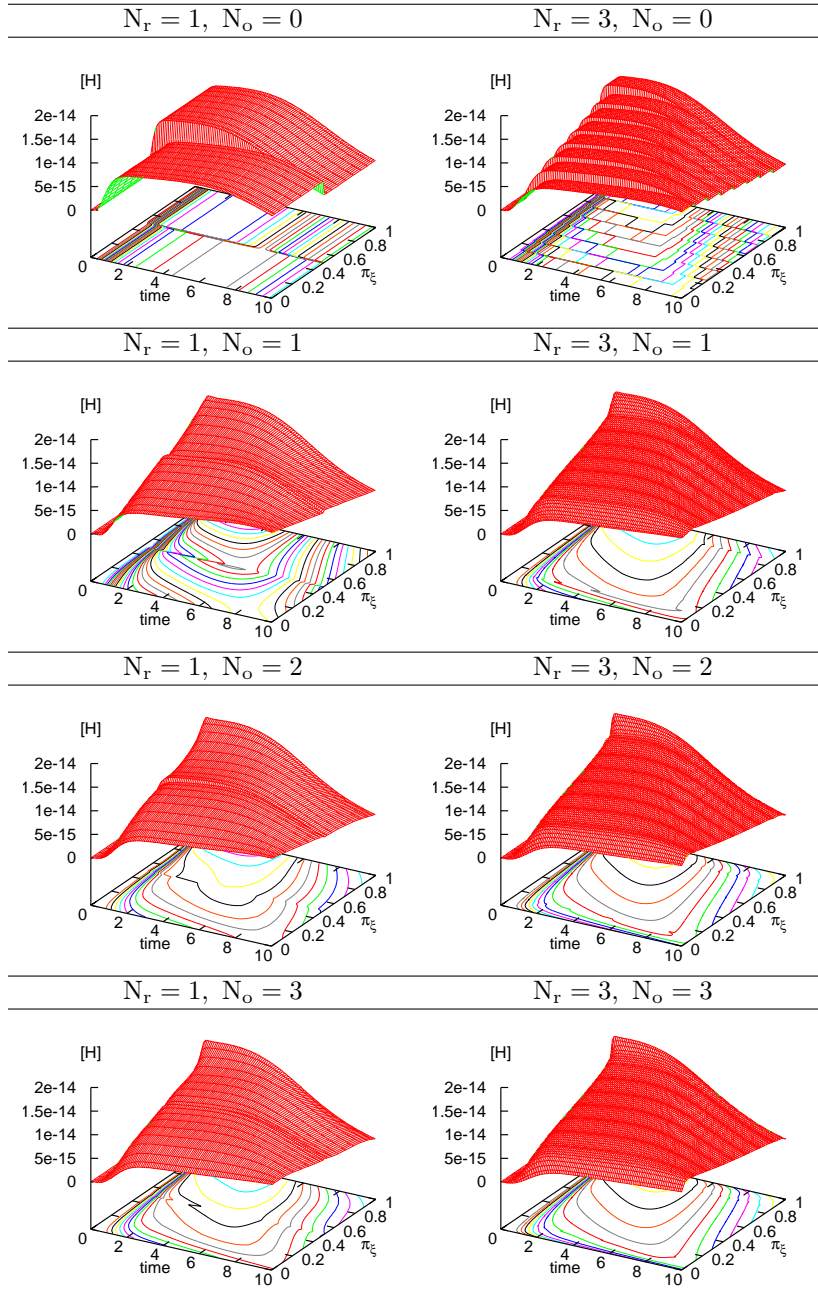 N_r = 1, N_o = 0
N_r = 3, N_o = 0
[H]
2e-14
1.5e-14
1e-14
5e-15
0
0
2
4
6
8
10
time
0
0.2
0.4
0.6
0.8
1
π_ξ
[H]
2e-14
1.5e-14
1e-14
5e-15
0
0
2
4
6
8
10
time
0
0.2
0.4
0.6
0.8
1
π_ξ
N_r = 1, N_o = 1
N_r = 3, N_o = 1
[H]
2e-14
1.5e-14
1e-14
5e-15
0
0
2
4
6
8
10
time
0
0.2
0.4
0.6
0.8
1
π_ξ
[H]
2e-14
1.5e-14
1e-14
5e-15
0
0
2
4
6
8
10
time
0
0.2
0.4
0.6
0.8
1
π_ξ
N_r = 1, N_o = 2
N_r = 3, N_o = 2
[H]
2e-14
1.5e-14
1e-14
5e-15
0
0
2
4
6
8
10
time
0
0.2
0.4
0.6
0.8
1
π_ξ
[H]
2e-14
1.5e-14
1e-14
5e-15
0
0
2
4
6
8
10
time
0
0.2
0.4
0.6
0.8
1
π_ξ
N_r = 1, N_o = 3
N_r = 3, N_o = 3
[H]
2e-14
1.5e-14
1e-14
5e-15
0
0
2
4
6
8
10
time
0
0.2
0.4
0.6
0.8
1
π_ξ
[H]
2e-14
1.5e-14
1e-14
5e-15
0
0
2
4
6
8
10
time
0
0.2
0.4
0.6
0.8
1
π_ξ